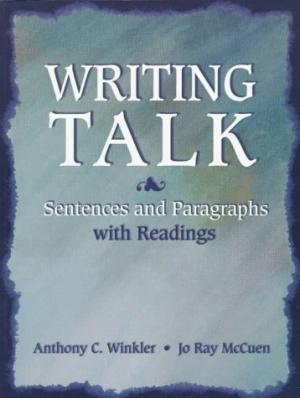 WRITING
TALK
Sentences and Paragraphs
with Readings
Anthony C. Winkler • Jo Ray McCuen